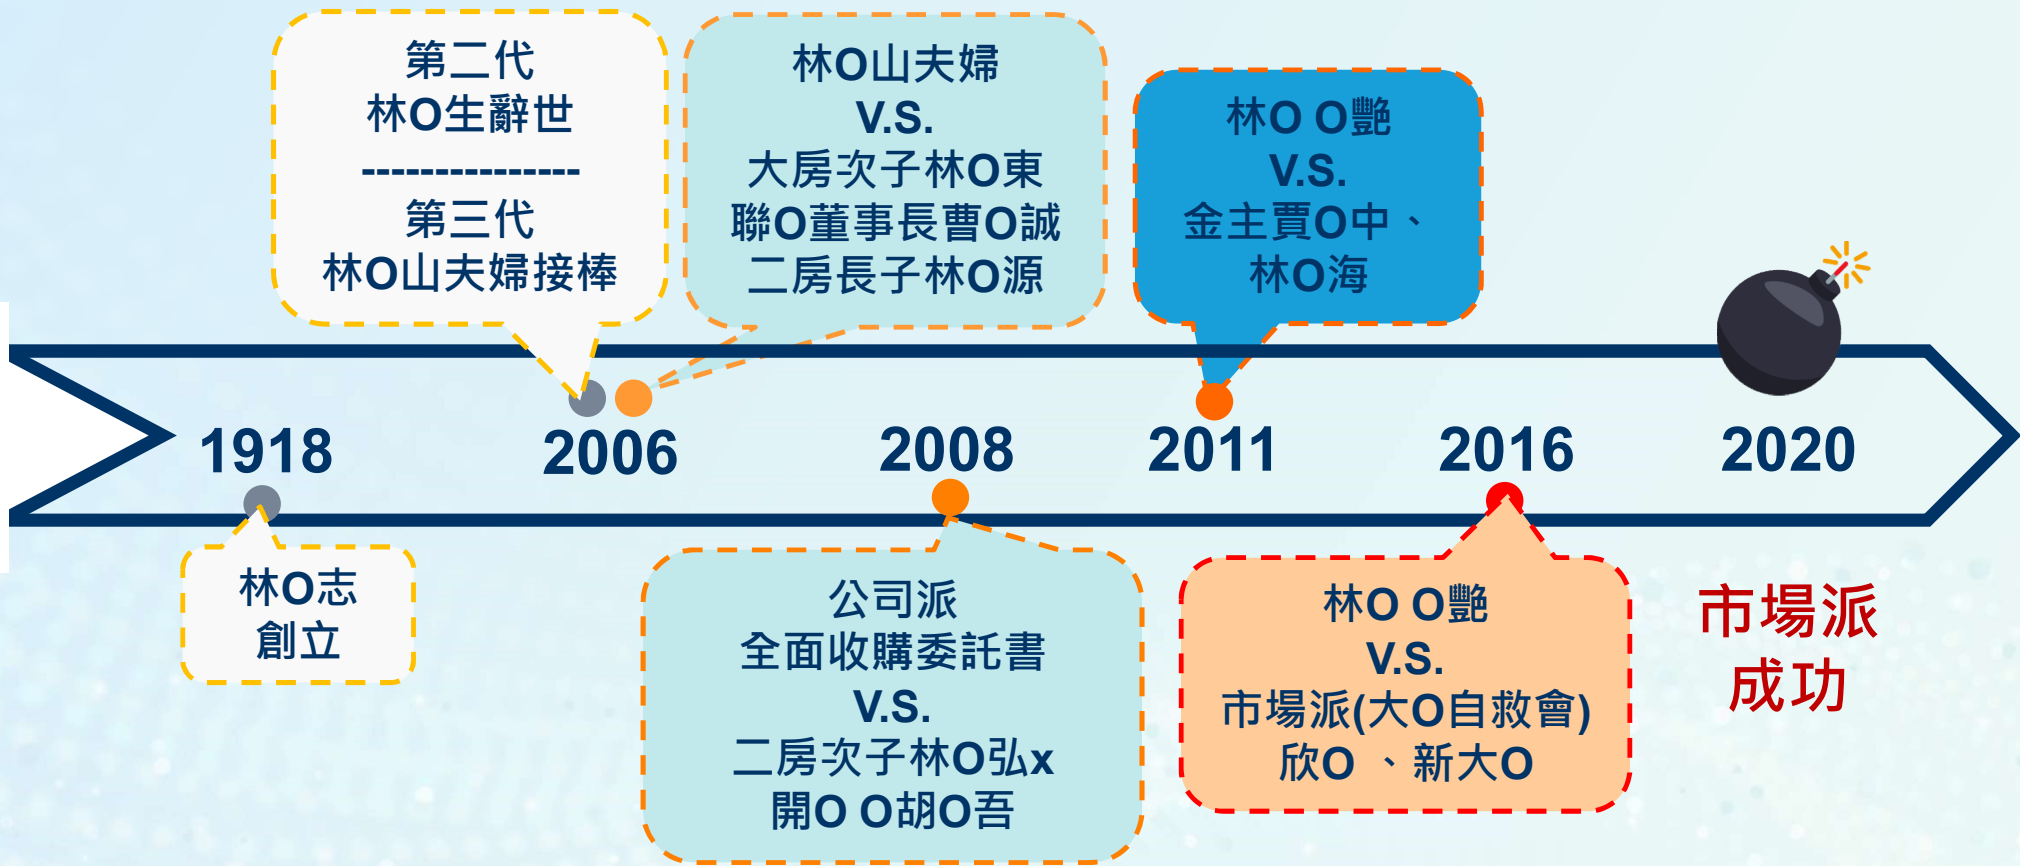 第二代
林O生辭世
---------------
第三代
林O山夫婦接棒
林O山夫婦
V.S.
大房次子林O東
聯O董事長曹O誠
二房長子林O源
林O O艷
V.S.
金主賈O中、
林O海
1918
2006
2008
2011
2016
2020
林O志
創立
公司派
全面收購委託書
V.S.
二房次子林O弘x
開O O胡O吾
林O O艷
V.S.
市場派(大O自救會)
欣O 、新大O
市場派
成功